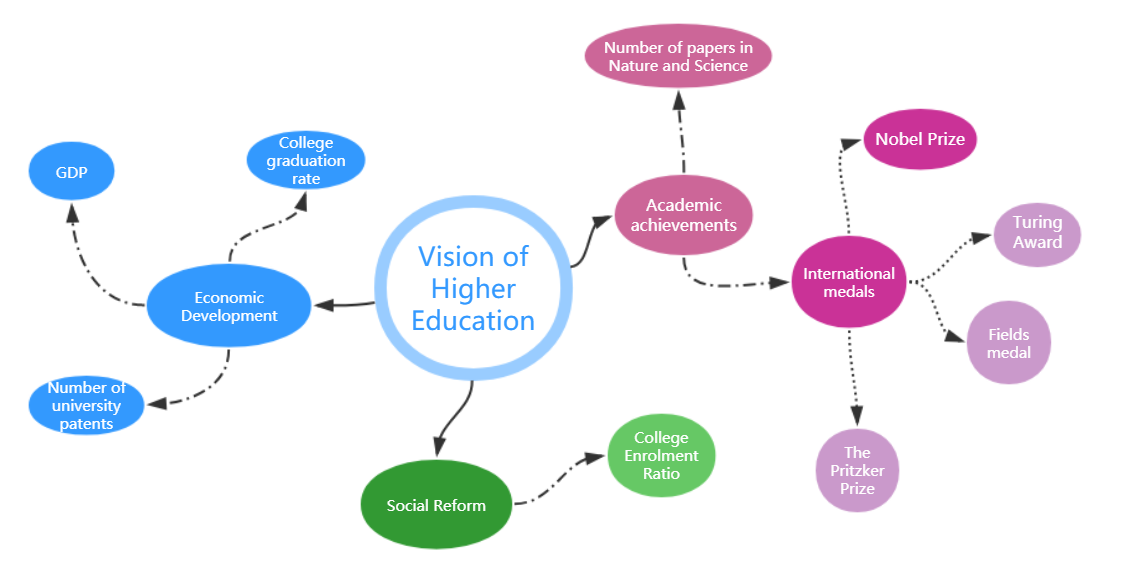 Number of papers in
Nature and Science
College
graduation
rate
Nobel Prize
GDP
Academic
achievements
Turing
Award
Vision of
Higher
Education
International
medals
Economic
Development
Fields
medal
Number of
university
patents
College
Enrolment
Ratio
The
Pritzker
Prize
Social Reform